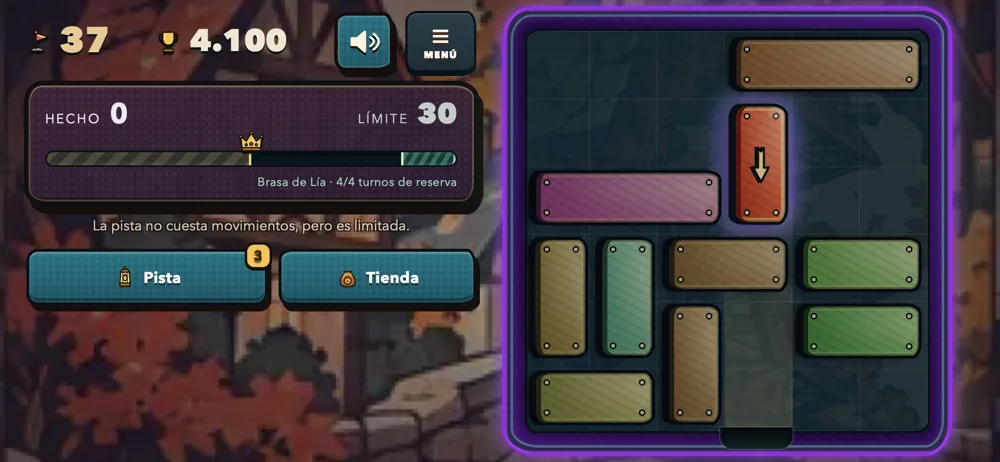 37
4.100
MENÚ
HECHO 0
LÍMITE 30
Brasa de Lía · 4/4 turnos de reserva
La pista no cuesta movimientos, pero es limitada.
Pista
3
Tienda